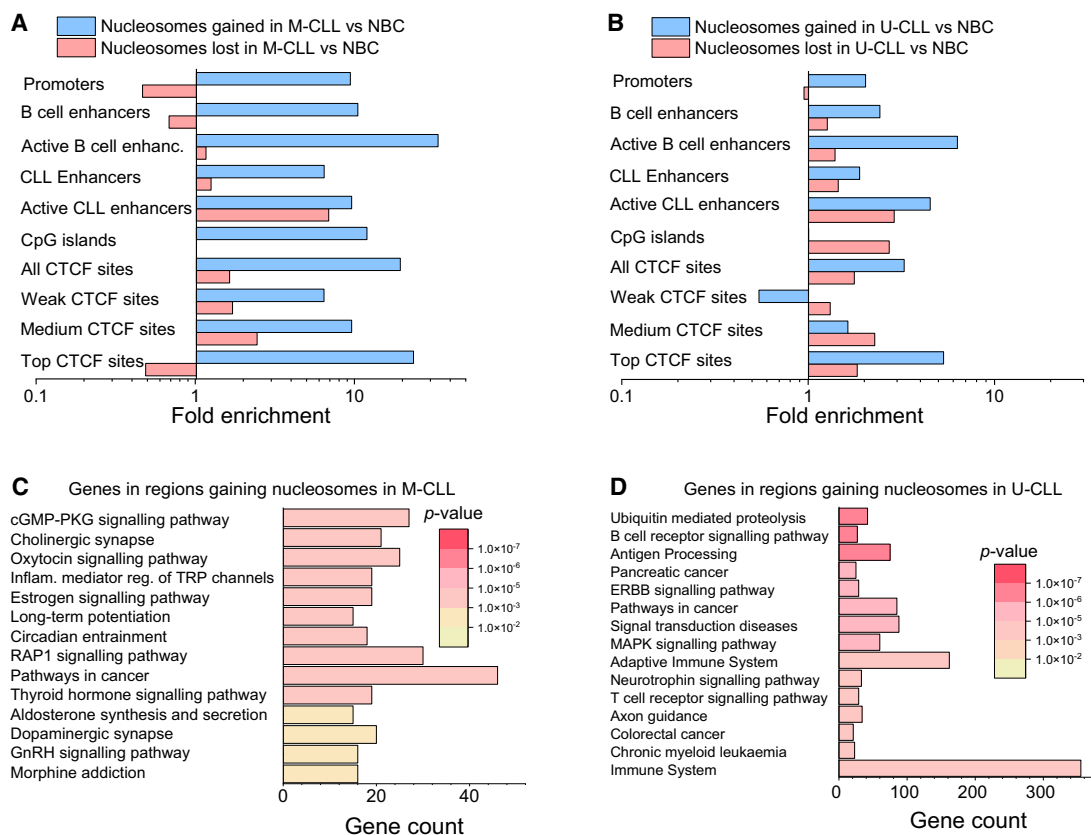 A
Nucleosomes gained in M-CLL vs NBC
Nucleosomes lost in M-CLL vs NBC
Promoters
B cell enhancers
Active B cell enhanc.
CLL Enhancers
Active CLL enhancers
CpG islands
All CTCF sites
Weak CTCF sites
Medium CTCF sites
Top CTCF sites
0.1
1
10
Fold enrichment
B
Nucleosomes gained in U-CLL vs NBC
Nucleosomes lost in U-CLL vs NBC
Promoters
B cell enhancers
Active B cell enhancers
CLL Enhancers
Active CLL enhancers
CpG islands
All CTCF sites
Weak CTCF sites
Medium CTCF sites
Top CTCF sites
0.1
1
10
Fold enrichment
C
Genes in regions gaining nucleosomes in M-CLL
cGMP-PKG signalling pathway
Cholinergic synapse
Oxytocin signalling pathway
Inflam. mediator reg. of TRP channels
Estrogen signalling pathway
Long-term potentiation
Circadian entrainment
RAP1 signalling pathway
Pathways in cancer
Thyroid hormone signalling pathway
Aldosterone synthesis and secretion
Dopaminergic synapse
GnRH signalling pathway
Morphine addiction
p-value
1.0×10⁻⁷
1.0×10⁻⁶
1.0×10⁻⁵
1.0×10⁻³
1.0×10⁻²
0
20
40
Gene count
D
Genes in regions gaining nucleosomes in U-CLL
Ubiquitin mediated proteolysis
B cell receptor signalling pathway
Antigen Processing
Pancreatic cancer
ERBB signalling pathway
Pathways in cancer
Signal transduction diseases
MAPK signalling pathway
Adaptive Immune System
Neurotrophin signalling pathway
T cell receptor signalling pathway
Axon guidance
Colorectal cancer
Chronic myeloid leukaemia
Immune System
p-value
1.0×10⁻⁷
1.0×10⁻⁶
1.0×10⁻⁵
1.0×10⁻³
1.0×10⁻²
0
100
200
300
Gene count